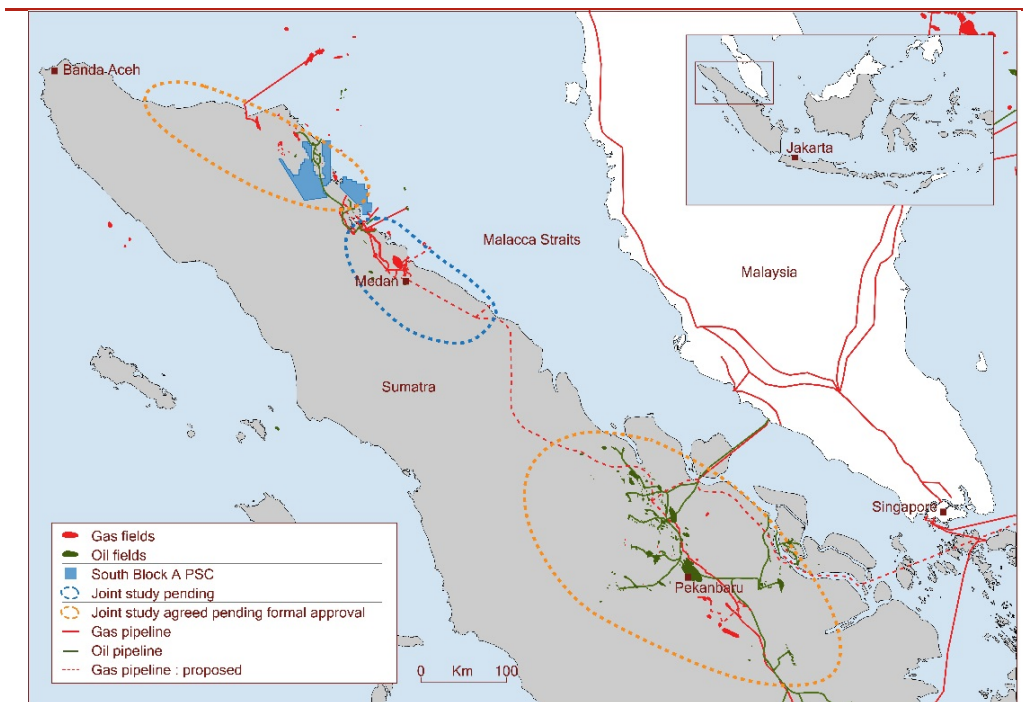 Banda Aceh
Jakarta
Malacca Straits
Malaysia
Medan
Sumatra
Singapore
Pekanbaru
Gas fields
Oil fields
South Block A PSC
Joint study pending
Joint study agreed pending formal approval
Gas pipeline
Oil pipeline
Gas pipeline : proposed
0 Km 100